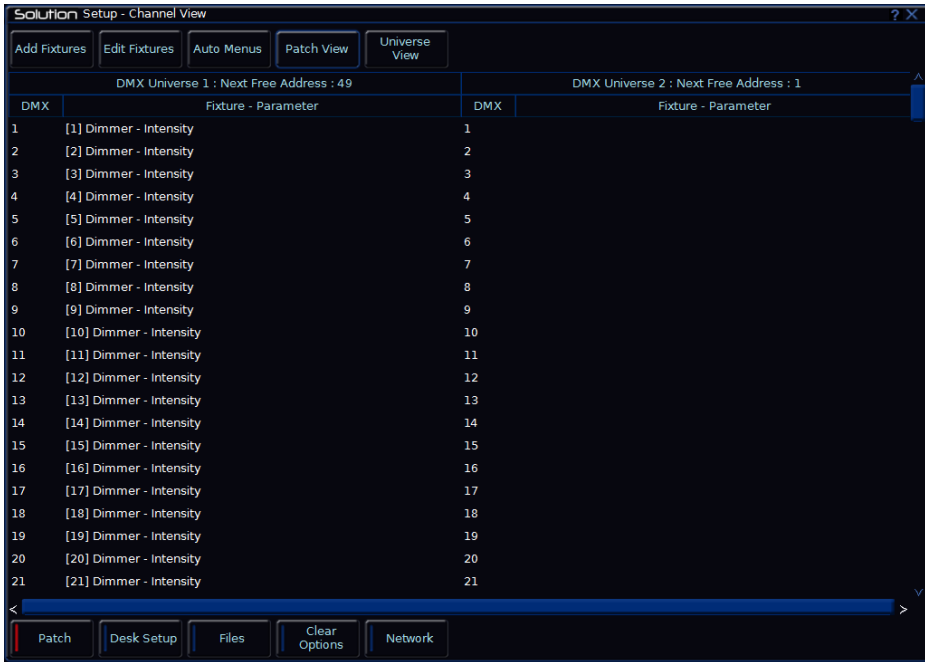 Solution Setup - Channel View ? X
Add Fixtures Edit Fixtures Auto Menus Patch View Universe View
DMX Universe 1 : Next Free Address : 49 DMX Universe 2 : Next Free Address : 1
DMX Fixture - Parameter DMX Fixture - Parameter
1 [1] Dimmer - Intensity 1
2 [2] Dimmer - Intensity 2
3 [3] Dimmer - Intensity 3
4 [4] Dimmer - Intensity 4
5 [5] Dimmer - Intensity 5
6 [6] Dimmer - Intensity 6
7 [7] Dimmer - Intensity 7
8 [8] Dimmer - Intensity 8
9 [9] Dimmer - Intensity 9
10 [10] Dimmer - Intensity 10
11 [11] Dimmer - Intensity 11
12 [12] Dimmer - Intensity 12
13 [13] Dimmer - Intensity 13
14 [14] Dimmer - Intensity 14
15 [15] Dimmer - Intensity 15
16 [16] Dimmer - Intensity 16
17 [17] Dimmer - Intensity 17
18 [18] Dimmer - Intensity 18
19 [19] Dimmer - Intensity 19
20 [20] Dimmer - Intensity 20
21 [21] Dimmer - Intensity 21
Patch Desk Setup Files Clear Options Network